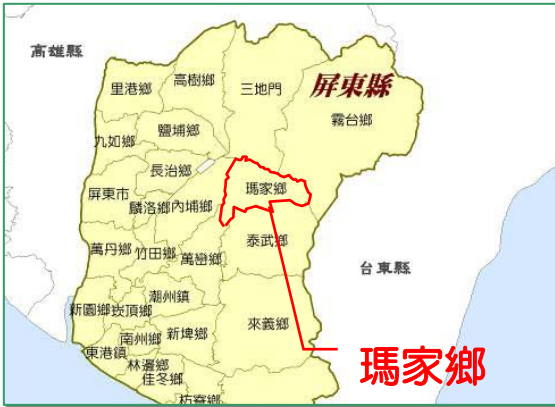 高雄縣
里港鄉
高樹鄉
三地門
屏東縣
霧台鄉
九如鄉
鹽埔鄉
長治鄉
屏東市
麟洛鄉
內埔鄉
瑪家鄉
萬丹鄉
竹田鄉
萬巒鄉
泰武鄉
台東縣
潮州鎮
新園鄉
崁頂鄉
來義鄉
南州鄉
新埤鄉
東港鎮
林邊鄉
佳冬鄉
枋寮鄉
瑪家鄉